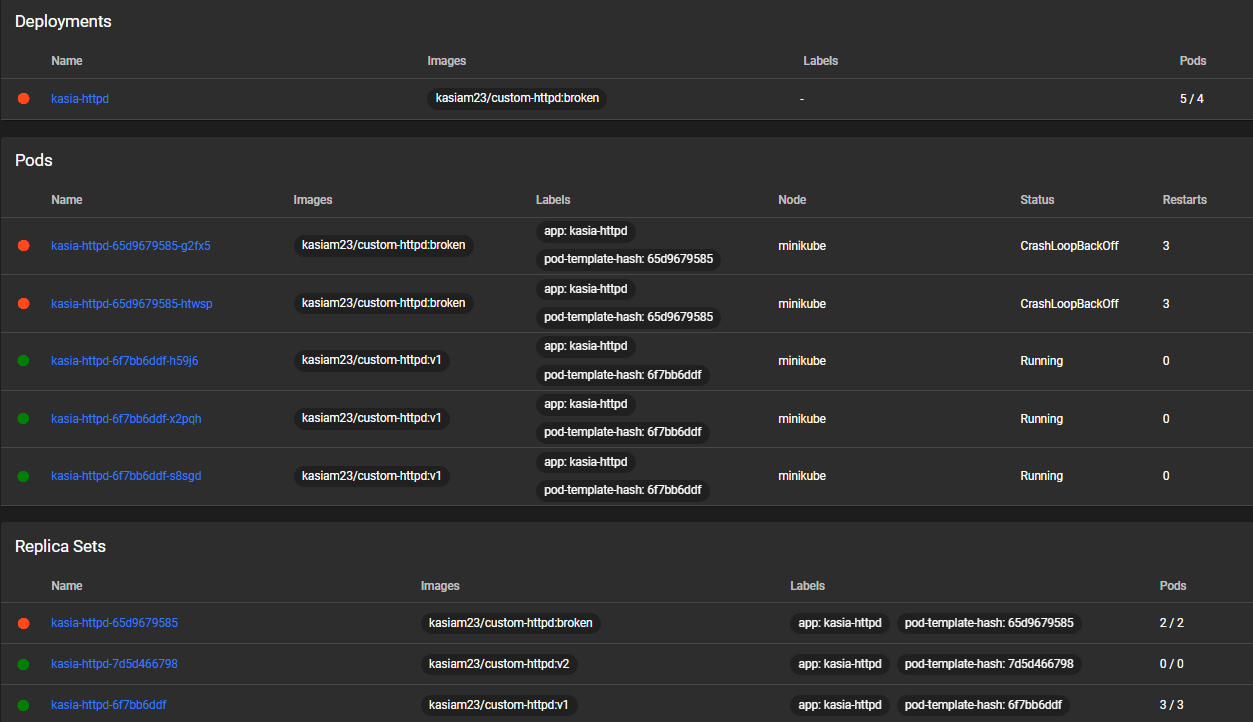 Deployments
Name Images Labels Pods
kasia-httpd kasiam23/custom-httpd:broken - 5 / 4
Pods
Name Images Labels Node Status Restarts
kasia-httpd-65d9679585-g2fx5 kasiam23/custom-httpd:broken app: kasia-httpd pod-template-hash: 65d9679585 minikube CrashLoopBackOff 3
kasia-httpd-65d9679585-htwsp kasiam23/custom-httpd:broken app: kasia-httpd pod-template-hash: 65d9679585 minikube CrashLoopBackOff 3
kasia-httpd-6f7bb6ddf-h59j6 kasiam23/custom-httpd:v1 app: kasia-httpd pod-template-hash: 6f7bb6ddf minikube Running 0
kasia-httpd-6f7bb6ddf-x2pqh kasiam23/custom-httpd:v1 app: kasia-httpd pod-template-hash: 6f7bb6ddf minikube Running 0
kasia-httpd-6f7bb6ddf-s8sgd kasiam23/custom-httpd:v1 app: kasia-httpd pod-template-hash: 6f7bb6ddf minikube Running 0
Replica Sets
Name Images Labels Pods
kasia-httpd-65d9679585 kasiam23/custom-httpd:broken app: kasia-httpd pod-template-hash: 65d9679585 2 / 2
kasia-httpd-7d5d466798 kasiam23/custom-httpd:v2 app: kasia-httpd pod-template-hash: 7d5d466798 0 / 0
kasia-httpd-6f7bb6ddf kasiam23/custom-httpd:v1 app: kasia-httpd pod-template-hash: 6f7bb6ddf 3 / 3